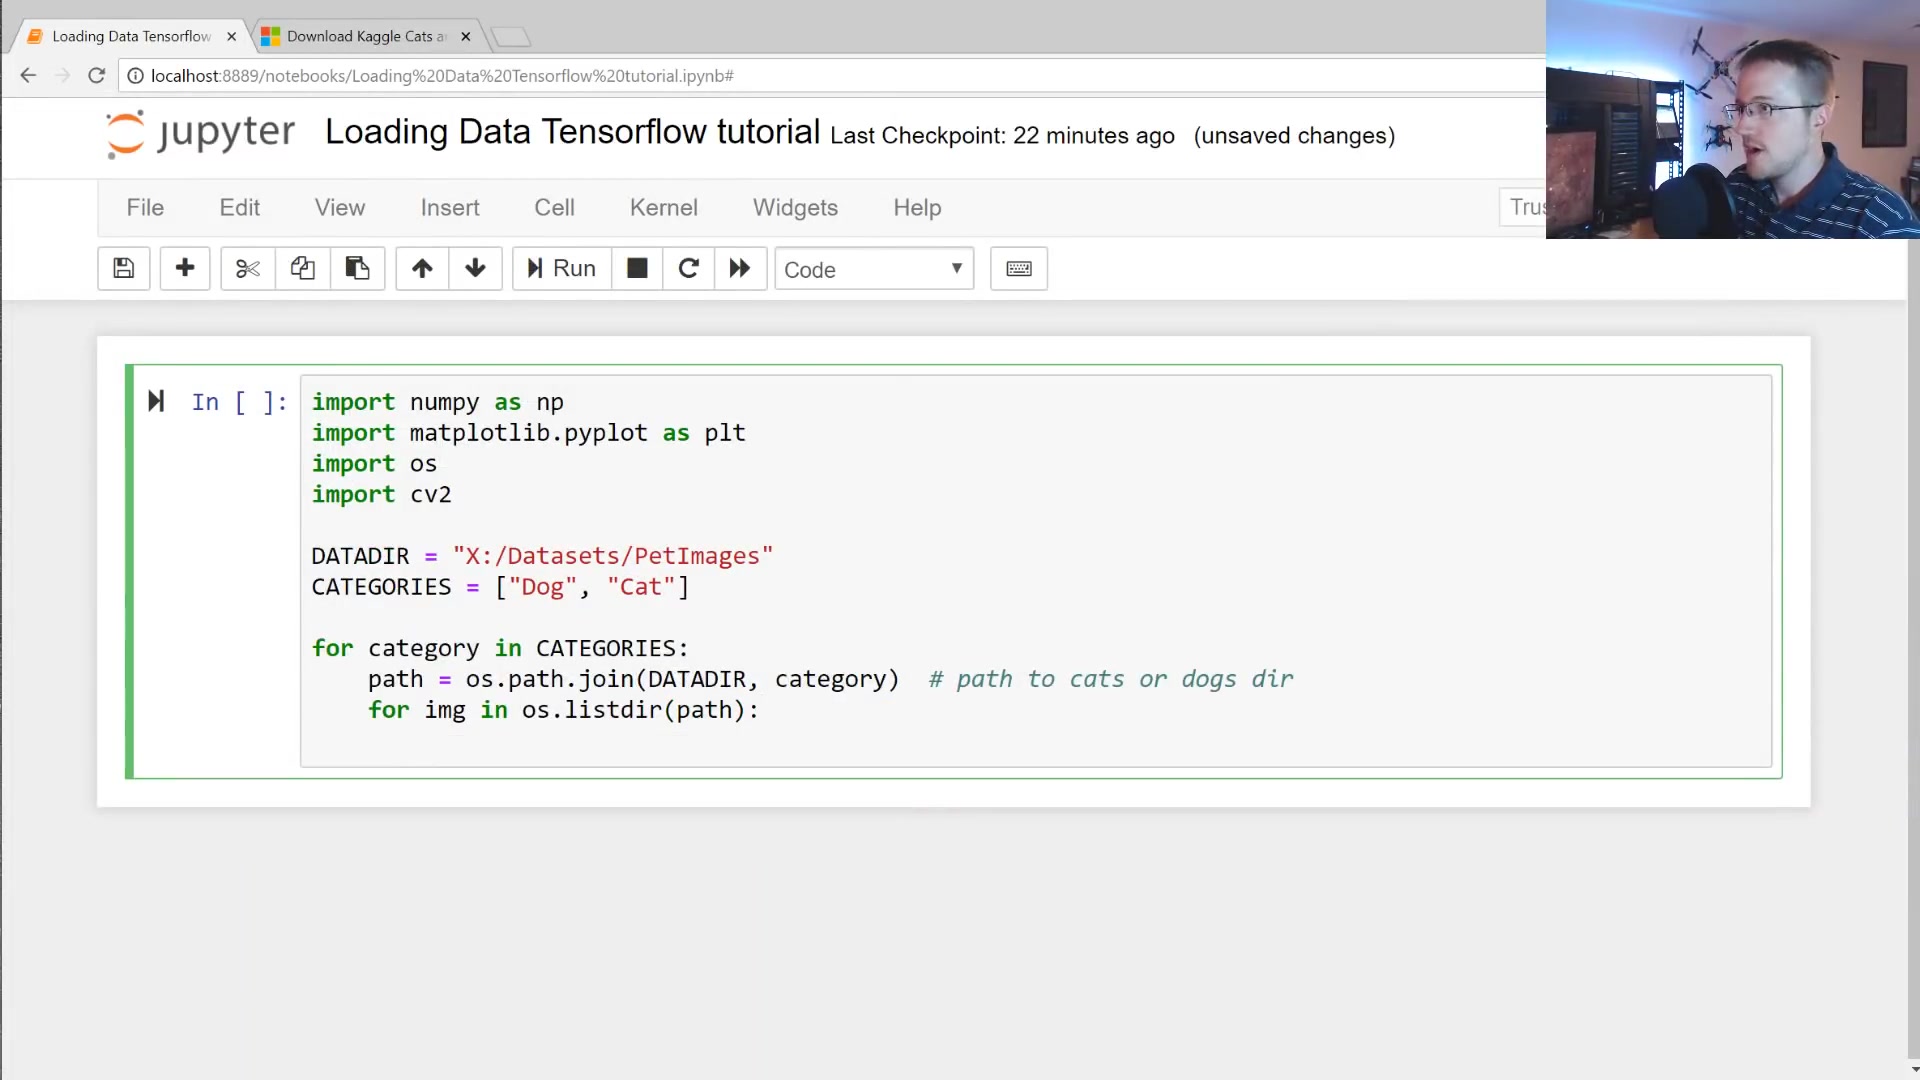 Loading Data Tensorflow
Download Kaggle Cats a
localhost:8889/notebooks/Loading%20Data%20Tensorflow%20tutorial.ipynb#
jupyter Loading Data Tensorflow tutorial Last Checkpoint: 22 minutes ago (unsaved changes)
File Edit View Insert Cell Kernel Widgets Help Trus
Run Code
In [ ]: import numpy as np
import matplotlib.pyplot as plt
import os
import cv2
DATADIR = "X:/Datasets/PetImages"
CATEGORIES = ["Dog", "Cat"]
for category in CATEGORIES:
path = os.path.join(DATADIR, category) # path to cats or dogs dir
for img in os.listdir(path):